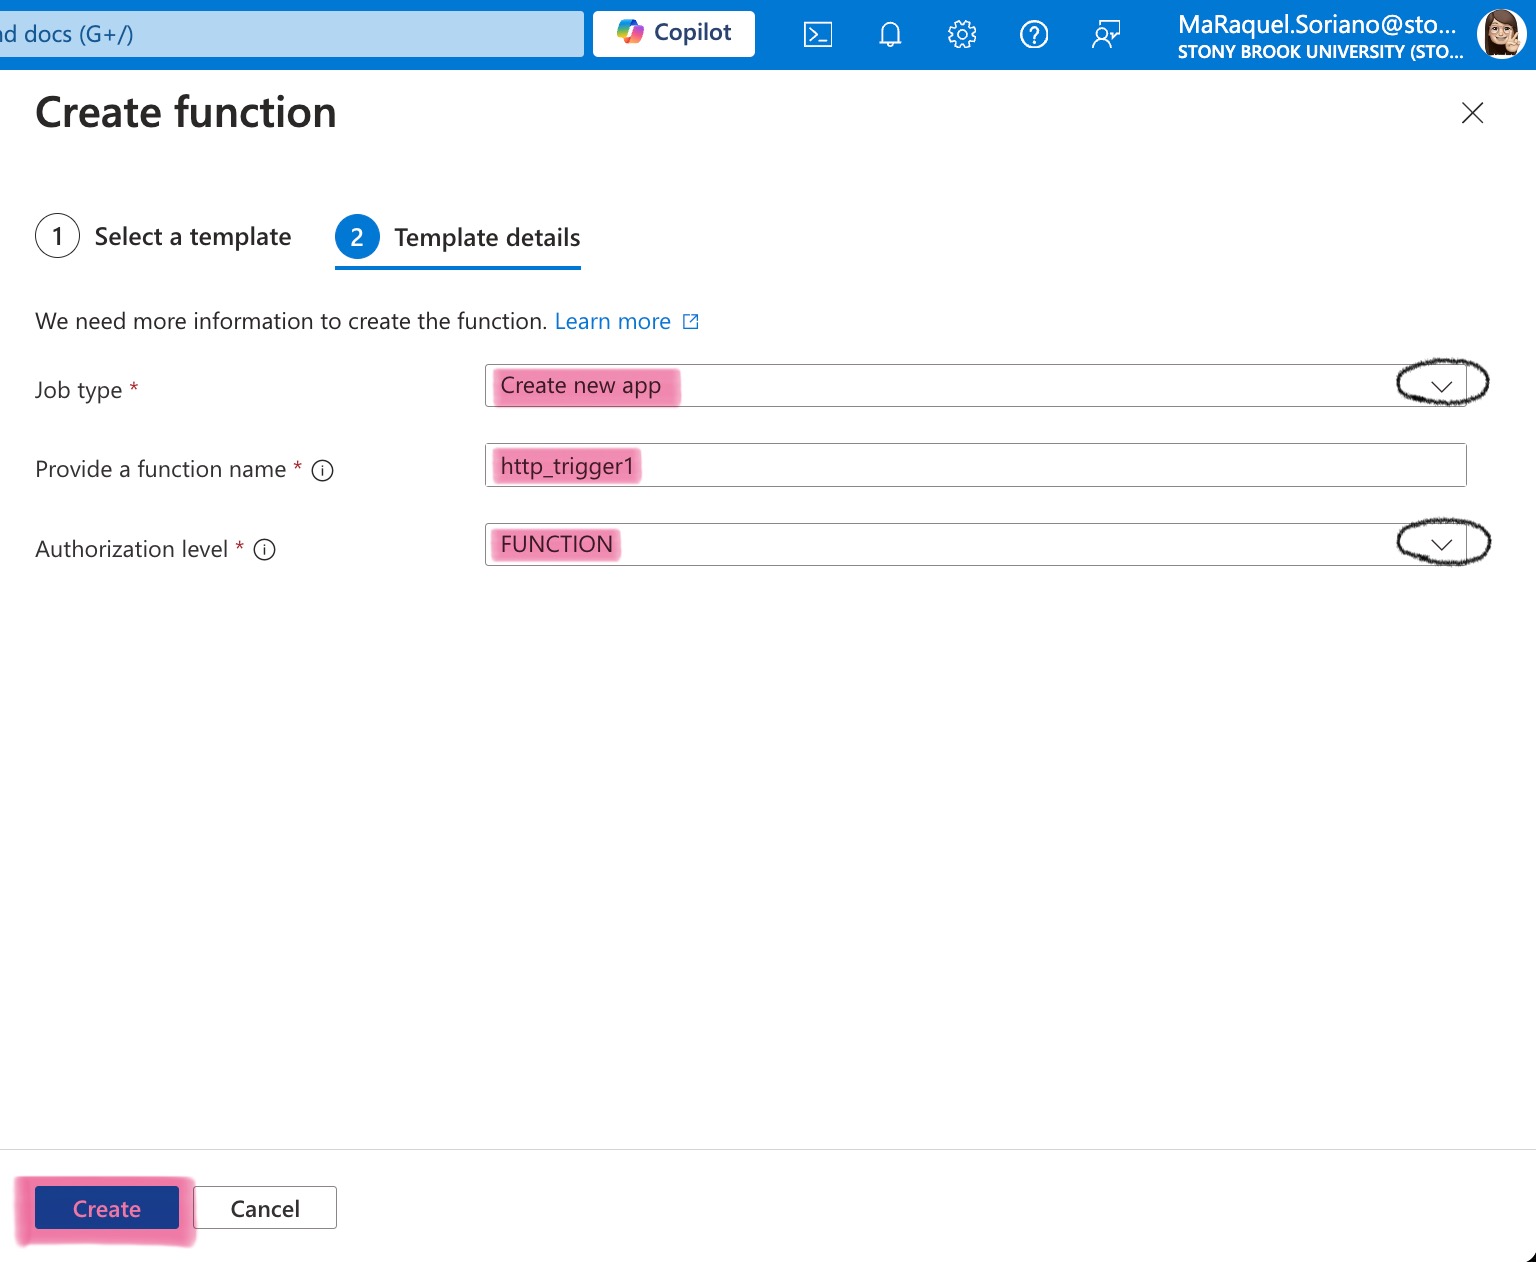 nd docs (G+/)
Copilot
MaRaquel.Soriano@sto...
STONY BROOK UNIVERSITY (STO...
Create function
1 Select a template
2 Template details
We need more information to create the function. Learn more
Job type *
Create new app
Provide a function name *
http_trigger1
Authorization level *
FUNCTION
Create
Cancel